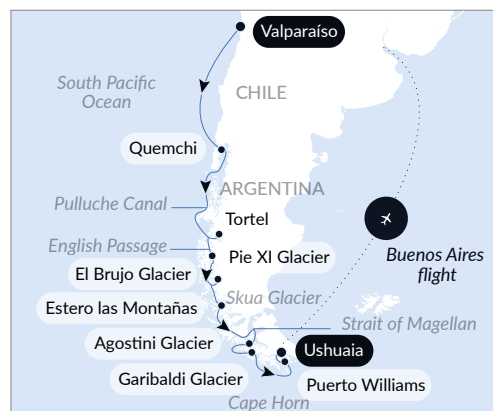 Valparaíso
South Pacific
Ocean
CHILE
Quemchi
ARGENTINA
Pulluche Canal
Tortel
English Passage
Pie XI Glacier
Buenos Aires
flight
El Brujo Glacier
Skua Glacier
Estero las Montañas
Strait of Magellan
Agostini Glacier
Ushuaia
Garibaldi Glacier
Puerto Williams
Cape Horn